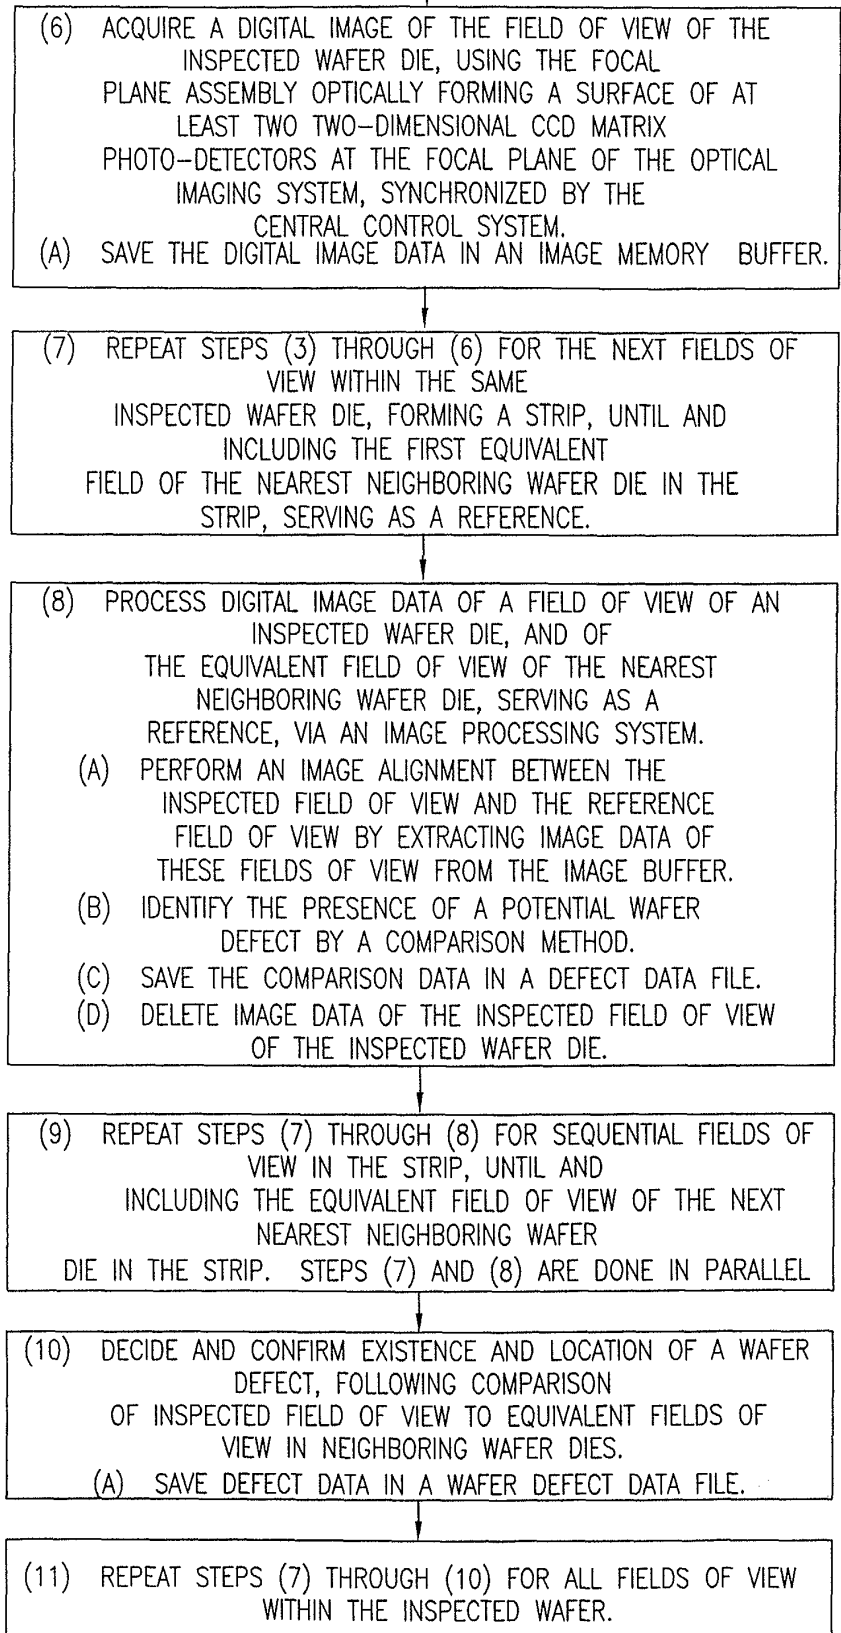 (6) ACQUIRE A DIGITAL IMAGE OF THE FIELD OF VIEW OF THE
INSPECTED WAFER DIE, USING THE FOCAL
PLANE ASSEMBLY OPTICALLY FORMING A SURFACE OF AT
LEAST TWO TWO-DIMENSIONAL CCD MATRIX
PHOTO-DETECTORS AT THE FOCAL PLANE OF THE OPTICAL
IMAGING SYSTEM, SYNCHRONIZED BY THE
CENTRAL CONTROL SYSTEM.
(A) SAVE THE DIGITAL IMAGE DATA IN AN IMAGE MEMORY BUFFER.
(7) REPEAT STEPS (3) THROUGH (6) FOR THE NEXT FIELDS OF
VIEW WITHIN THE SAME
INSPECTED WAFER DIE, FORMING A STRIP, UNTIL AND
INCLUDING THE FIRST EQUIVALENT
FIELD OF THE NEAREST NEIGHBORING WAFER DIE IN THE
STRIP, SERVING AS A REFERENCE.
(8) PROCESS DIGITAL IMAGE DATA OF A FIELD OF VIEW OF AN
INSPECTED WAFER DIE, AND OF
THE EQUIVALENT FIELD OF VIEW OF THE NEAREST
NEIGHBORING WAFER DIE, SERVING AS A
REFERENCE, VIA AN IMAGE PROCESSING SYSTEM.
(A) PERFORM AN IMAGE ALIGNMENT BETWEEN THE
INSPECTED FIELD OF VIEW AND THE REFERENCE
FIELD OF VIEW BY EXTRACTING IMAGE DATA OF
THESE FIELDS OF VIEW FROM THE IMAGE BUFFER.
(B) IDENTIFY THE PRESENCE OF A POTENTIAL WAFER
DEFECT BY A COMPARISON METHOD.
(C) SAVE THE COMPARISON DATA IN A DEFECT DATA FILE.
(D) DELETE IMAGE DATA OF THE INSPECTED FIELD OF VIEW
OF THE INSPECTED WAFER DIE.
(9) REPEAT STEPS (7) THROUGH (8) FOR SEQUENTIAL FIELDS OF
VIEW IN THE STRIP, UNTIL AND
INCLUDING THE EQUIVALENT FIELD OF VIEW OF THE NEXT
NEAREST NEIGHBORING WAFER
DIE IN THE STRIP. STEPS (7) AND (8) ARE DONE IN PARALLEL
(10) DECIDE AND CONFIRM EXISTENCE AND LOCATION OF A WAFER
DEFECT, FOLLOWING COMPARISON
OF INSPECTED FIELD OF VIEW TO EQUIVALENT FIELDS OF
VIEW IN NEIGHBORING WAFER DIES.
(A) SAVE DEFECT DATA IN A WAFER DEFECT DATA FILE.
(11) REPEAT STEPS (7) THROUGH (10) FOR ALL FIELDS OF VIEW
WITHIN THE INSPECTED WAFER.